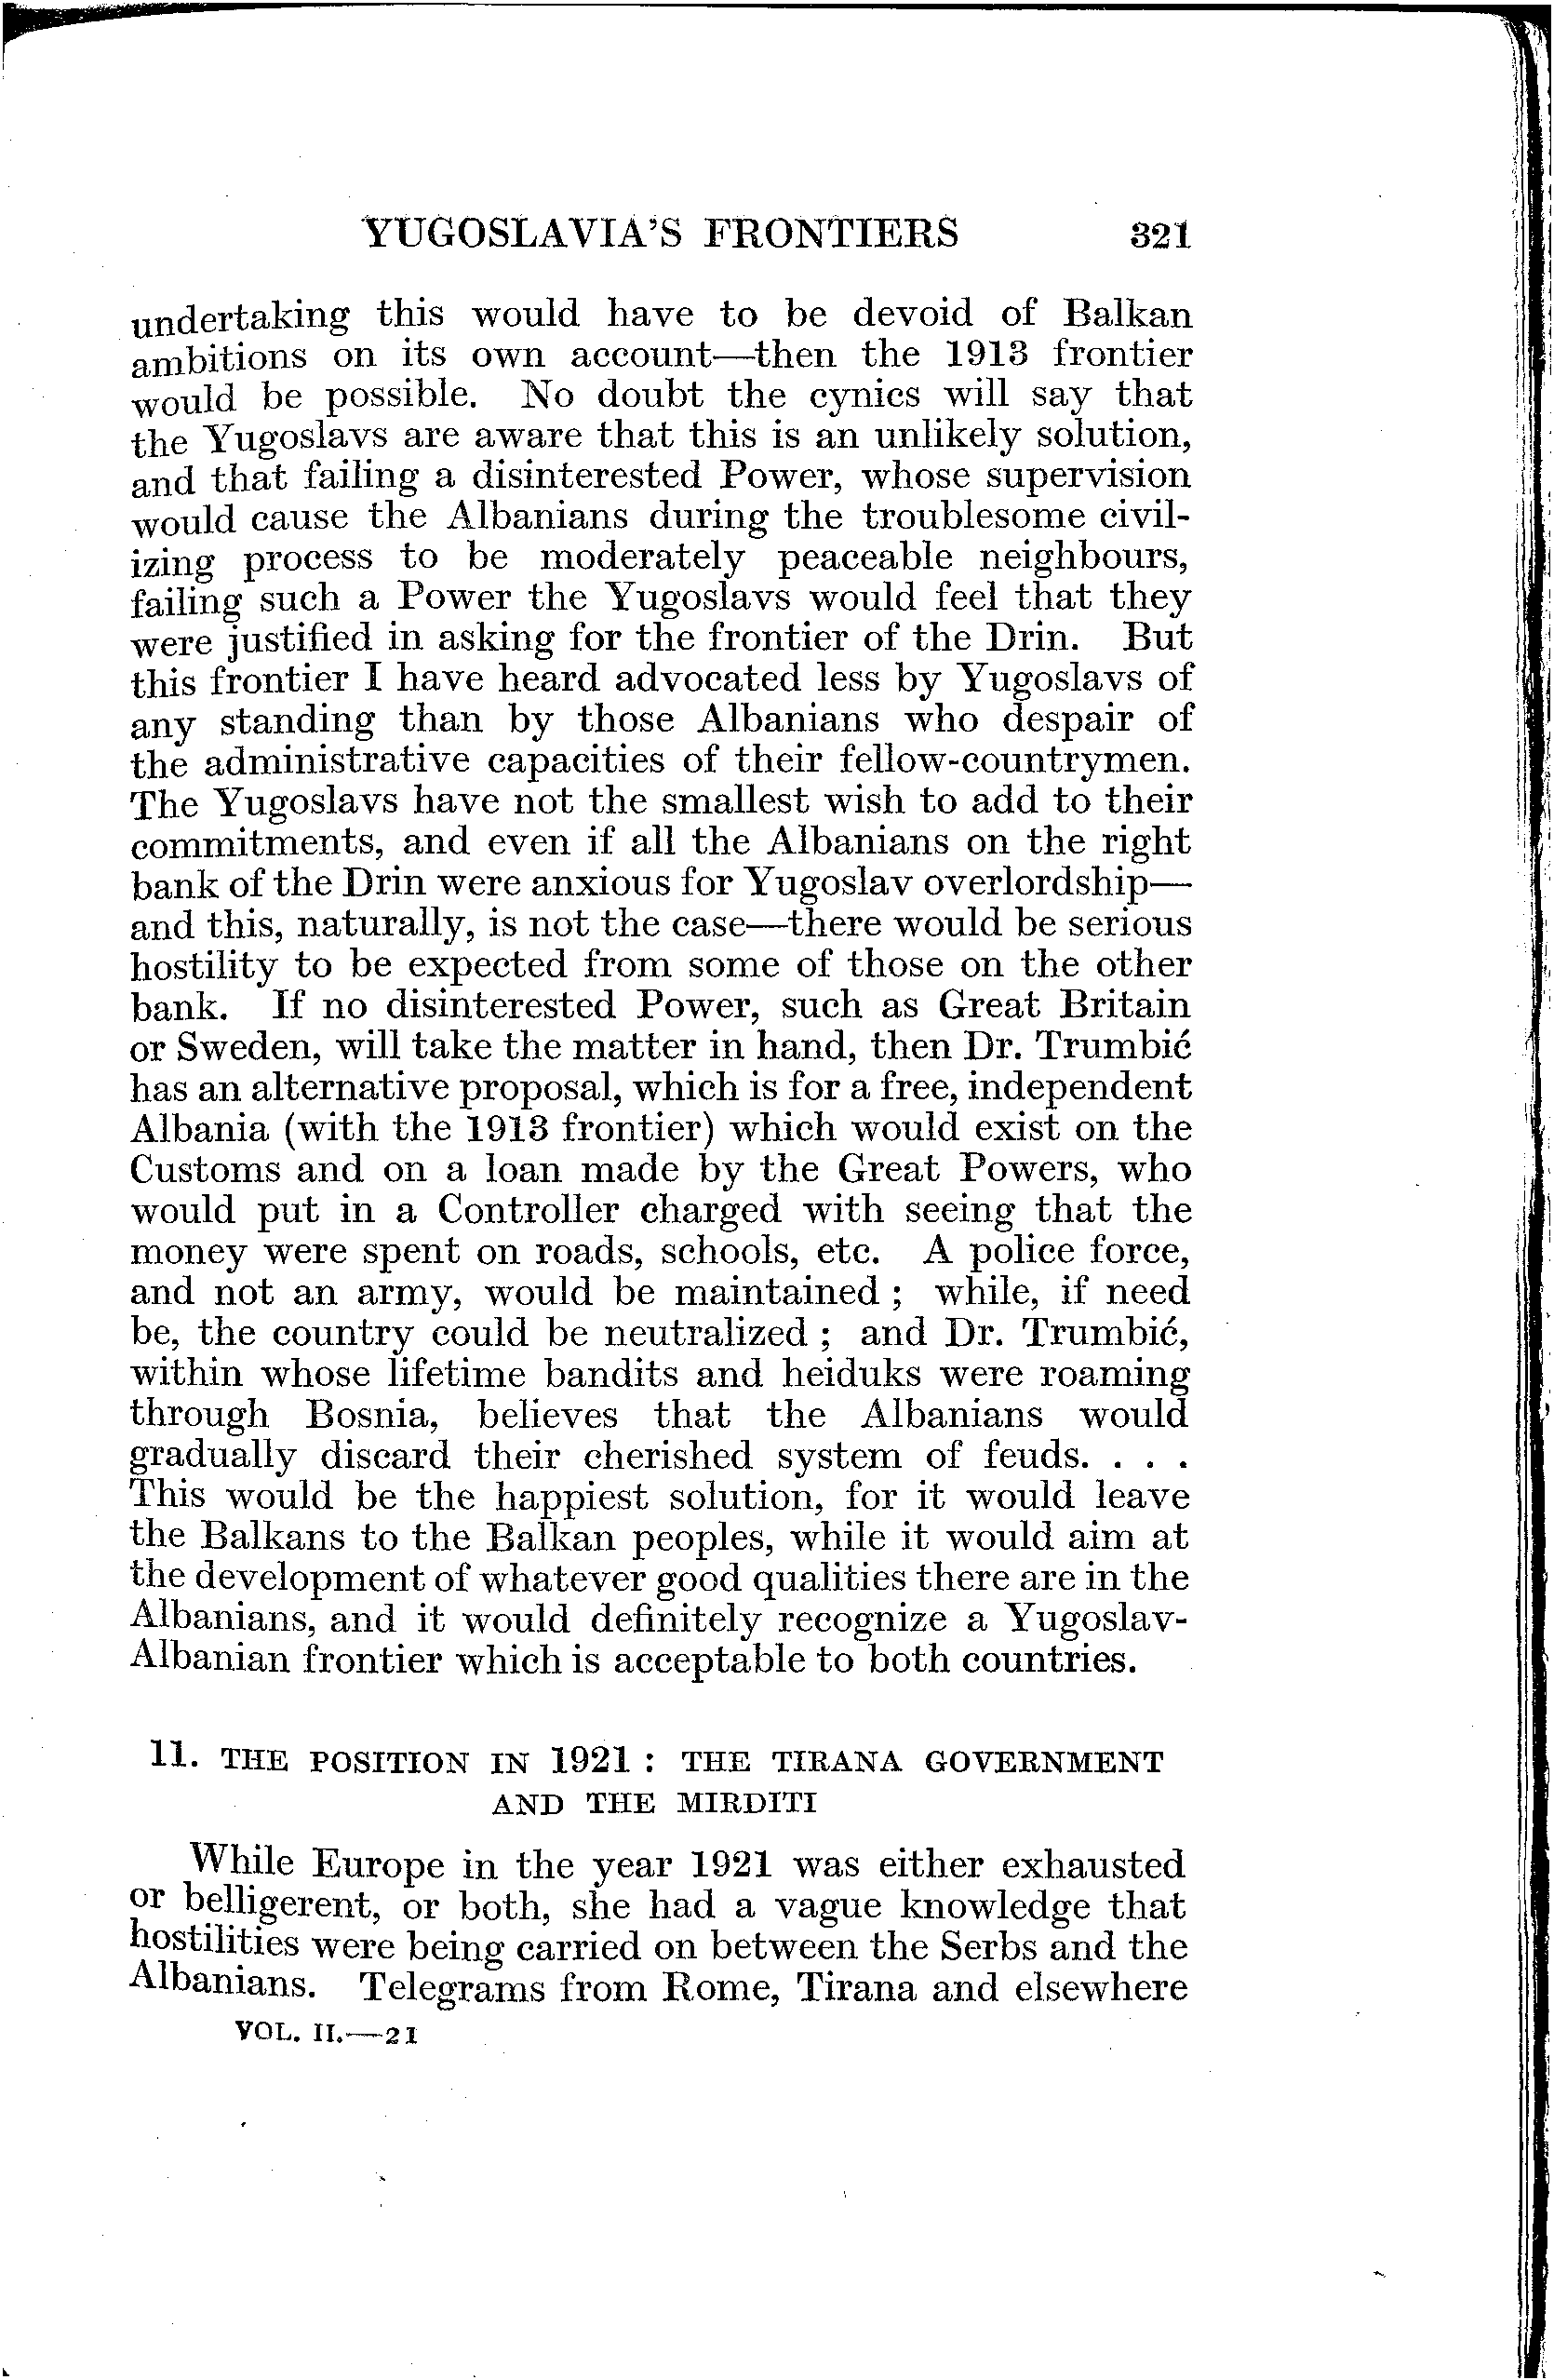 YUGOSLAVIA'S FRONTIERS 321
undertaking this would have to be devoid of Balkan
ambitions on its own account—then the 1913 frontier
would be possible. No doubt the cynics will say that
the Yugoslavs are aware that this is an unlikely solution,
and that failing a disinterested Power, whose supervision
would cause the Albanians during the troublesome civil-
izing process to be moderately peaceable neighbours,
failing such a Power the Yugoslavs would feel that they
were justified in asking for the frontier of the Drin. But
this frontier I have heard advocated less by Yugoslavs of
any standing than by those Albanians who despair of
the administrative capacities of their fellow-countrymen.
The Yugoslavs have not the smallest wish to add to their
commitments, and even if all the Albanians on the right
bank of the Drin were anxious for Yugoslav overlordship—
and this, naturally, is not the case—there would be serious
hostility to be expected from some of those on the other
bank. If no disinterested Power, such as Great Britain
or Sweden, will take the matter in hand, then Dr. Trumbić
has an alternative proposal, which is for a free, independent
Albania (with the 1913 frontier) which would exist on the
Customs and on a loan made by the Great Powers, who
would put in a Controller charged with seeing that the
money were spent on roads, schools, etc. A police force,
and not an army, would be maintained ; while, if need
be, the country could be neutralized ; and Dr. Trumbić,
within whose lifetime bandits and heiduks were roaming
through Bosnia, believes that the Albanians would
gradually discard their cherished system of feuds. . . .
This would be the happiest solution, for it would leave
the Balkans to the Balkan peoples, while it would aim at
the development of whatever good qualities there are in the
Albanians, and it would definitely recognize a Yugoslav-
Albanian frontier which is acceptable to both countries.
11. THE POSITION IN 1921 : THE TIRANA GOVERNMENT
AND THE MIRDITI
While Europe in the year 1921 was either exhausted
or belligerent, or both, she had a vague knowledge that
hostilities were being carried on between the Serbs and the
Albanians. Telegrams from Rome, Tirana and elsewhere
VOL. II.—21